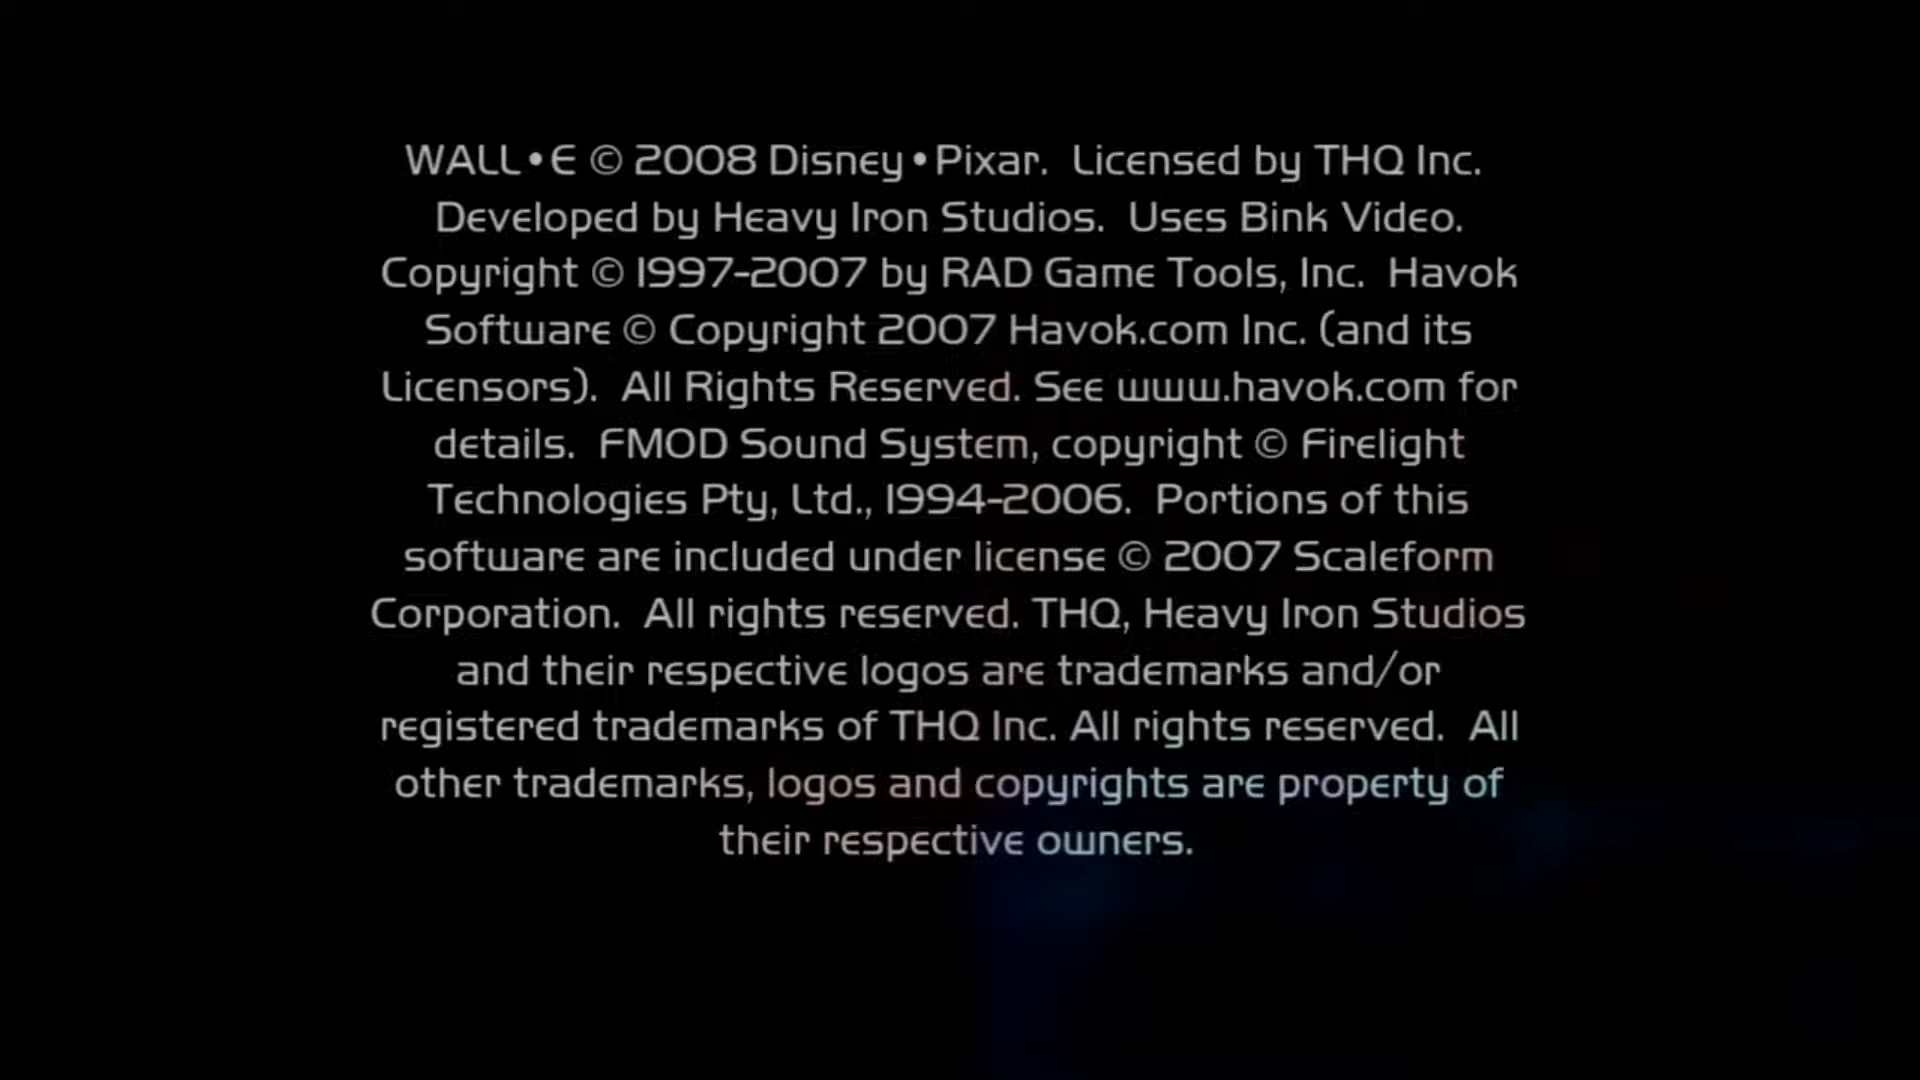 WALL•E © 2008 Disney•Pixar.  Licensed by THQ Inc.
Developed by Heavy Iron Studios.  Uses Bink Video.
Copyright © 1997-2007 by RAD Game Tools, Inc.  Havok
Software © Copyright 2007 Havok.com Inc. (and its
Licensors).  All Rights Reserved. See www.havok.com for
details.  FMOD Sound System, copyright © Firelight
Technologies Pty, Ltd., 1994-2006.  Portions of this
software are included under license © 2007 Scaleform
Corporation.  All rights reserved. THQ, Heavy Iron Studios
and their respective logos are trademarks and/or
registered trademarks of THQ Inc. All rights reserved.  All
other trademarks, logos and copyrights are property of
their respective owners.